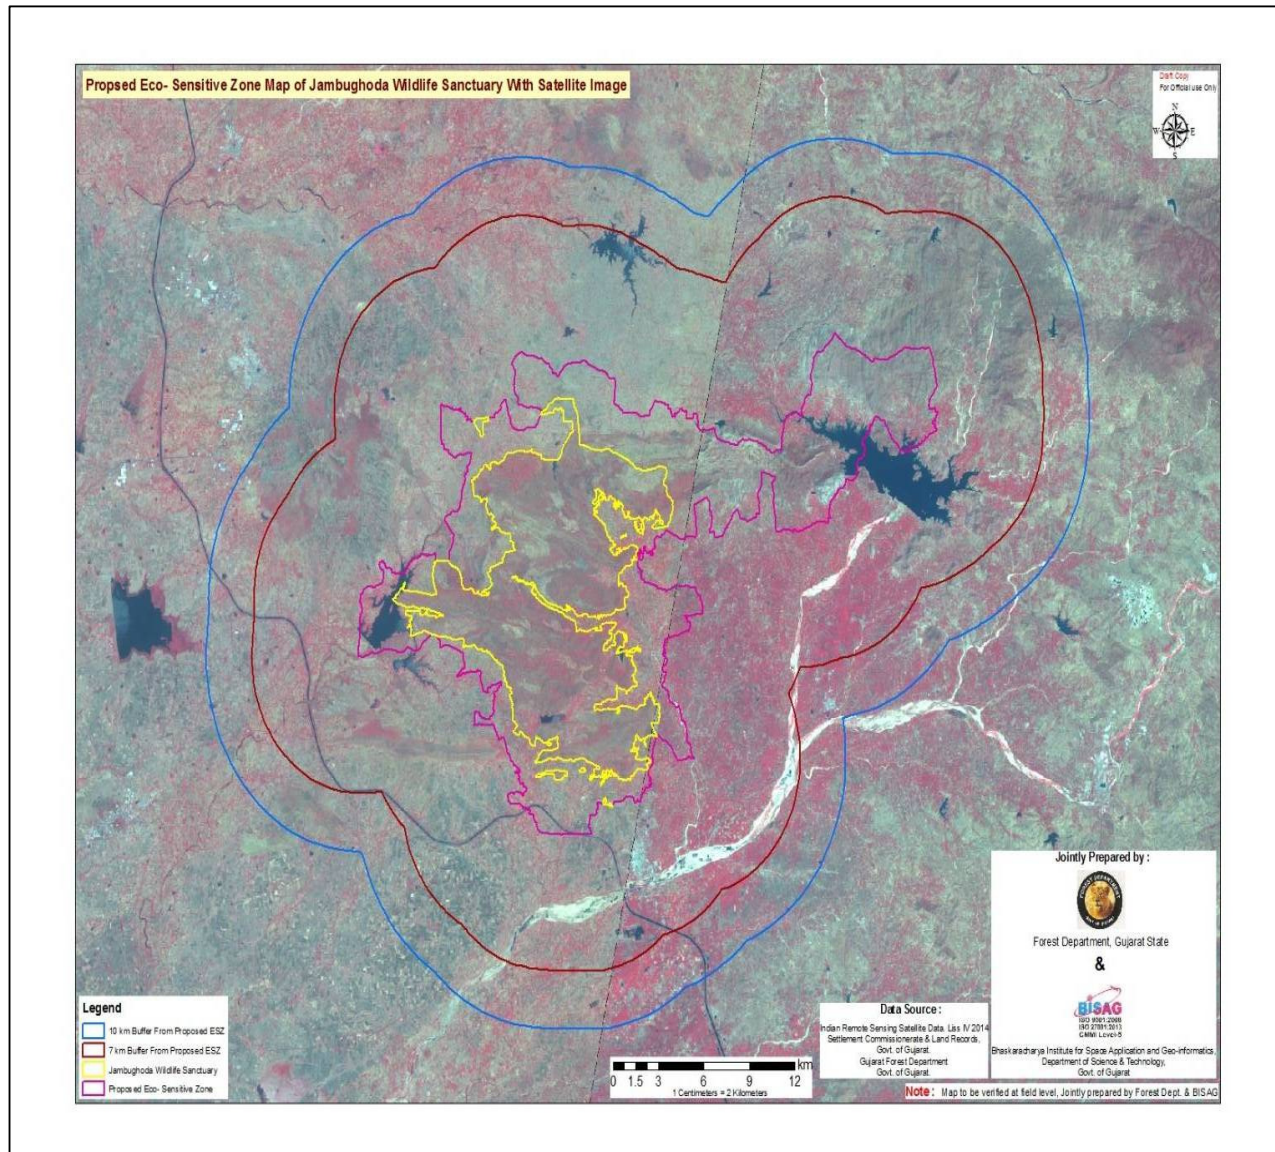 Propsed Eco- Sensitive Zone Map of Jambughoda Wildlife Sanctuary With Satellite Image
Draft Copy
For Official use Only
N
W E
S
Legend
10 km Buffer From Proposed ESZ
7 km Buffer From Proposed ESZ
Jambughoda Wildlife Sanctuary
Proposed Eco- Sensitive Zone
km
0 1.5 3 6 9 12
1 Centimeters = 2 Kilometers
Data Source :
Indian Remote Sensing Satellite Data. Liss IV 2014
Settlement Commissionerate & Land Records,
Govt. of Gujarat.
Gujarat Forest Department
Govt. of Gujarat.
Jointly Prepared by :
FOREST DEPARTMENT
Forest Department, Gujarat State
&
BISAG
ISO 9001:2008
ISO 27001:2013
CMMI Level-5
Bhaskaracharya Institute for Space Application and Geo-informatics,
Department of Science & Technology,
Govt. of Gujarat
Note : Map to be verified at field level, Jointly prepared by Forest Dept. & BISAG